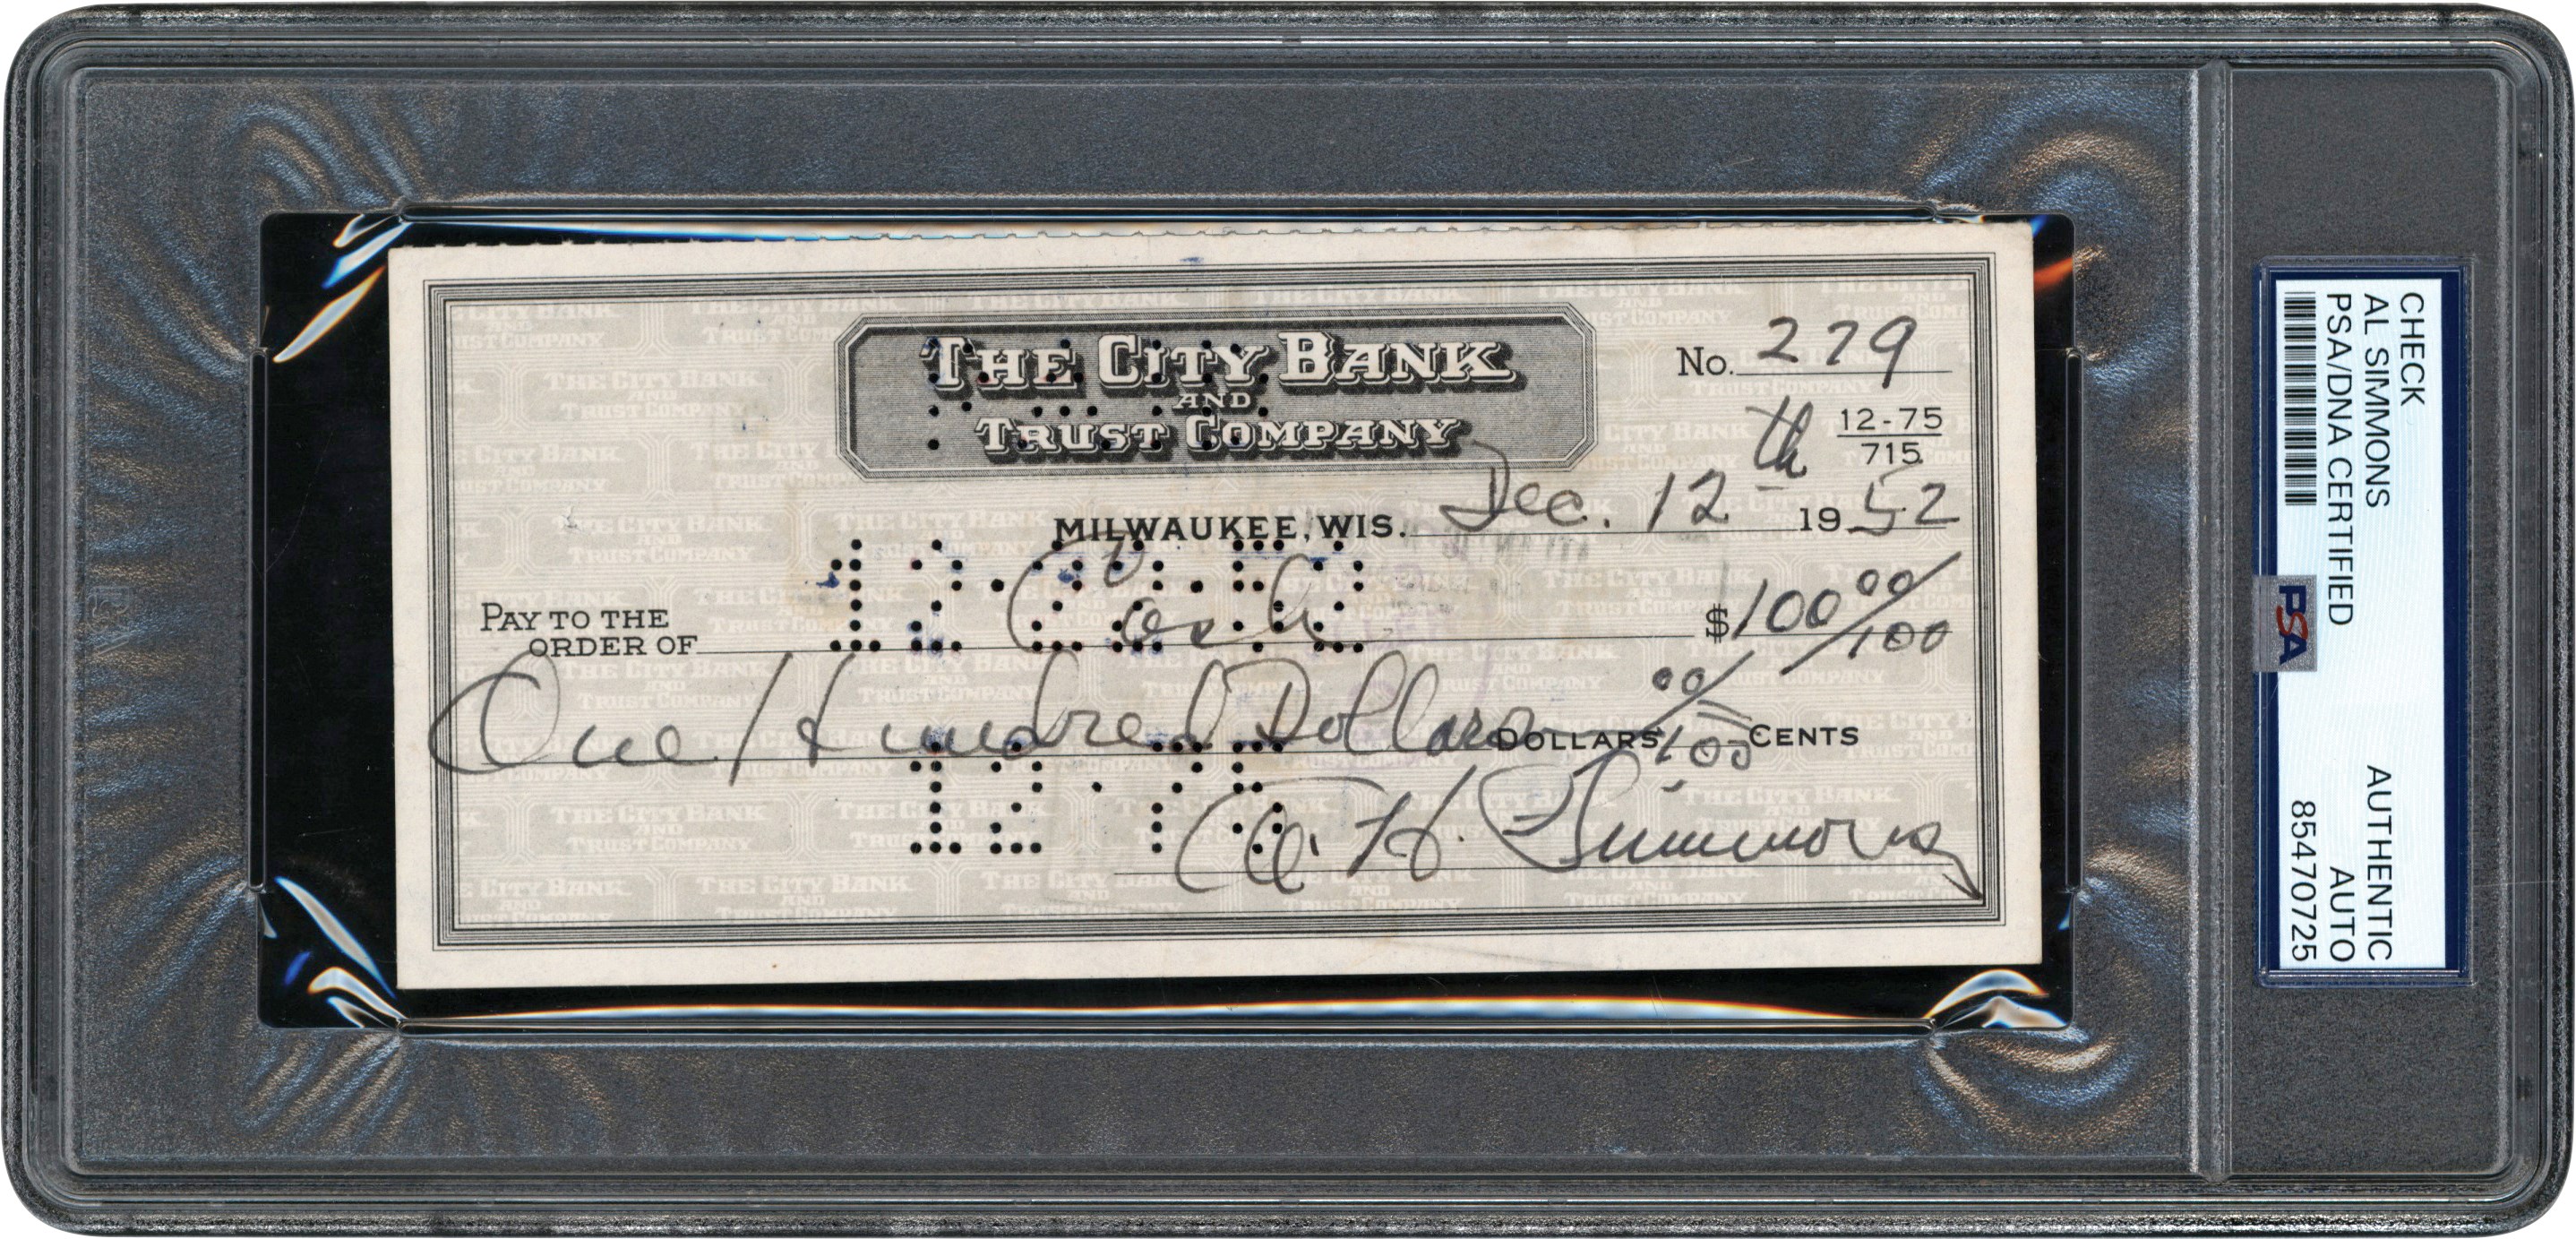 THE CITY BANK
AND
TRUST COMPANY
No. 279
12-75
715
MILWAUKEE, WIS. Dec. 12th 1952
PAY TO THE
ORDER OF Cash $100 00/100
One Hundred Dollars DOLLARS 00/100 CENTS
A. H. Simmons
12-75
CHECK
AL SIMMONS
PSA/DNA CERTIFIED
AUTHENTIC
AUTO
85470725
PSA